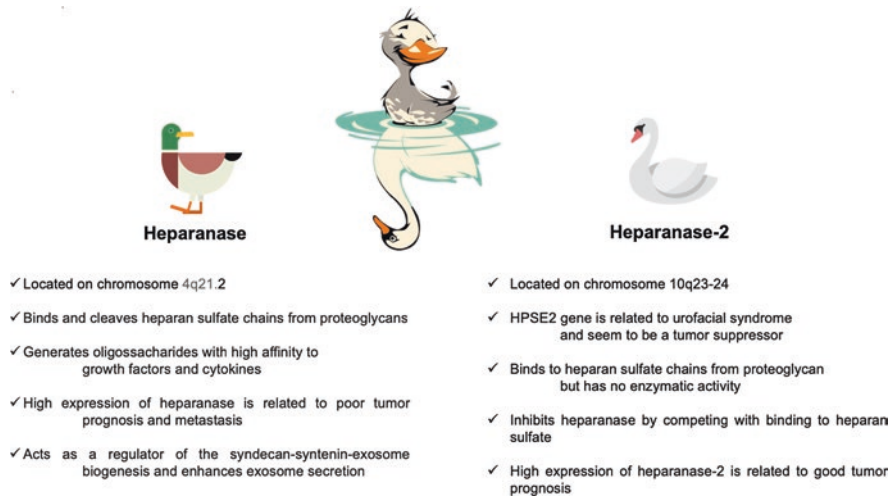 Heparanase
✓Located on chromosome 4q21.2
✓Binds and cleaves heparan sulfate chains from proteoglycans
✓Generates oligossacharides with high affinity to
growth factors and cytokines
✓High expression of heparanase is related to poor tumor
prognosis and metastasis
✓Acts as a regulator of the syndecan-syntenin-exosome
biogenesis and enhances exosome secretion
Heparanase-2
✓ Located on chromosome 10q23-24
✓ HPSE2 gene is related to urofacial syndrome
and seem to be a tumor suppressor
✓ Binds to heparan sulfate chains from proteoglycan
but has no enzymatic activity
✓ Inhibits heparanase by competing with binding to heparan
sulfate
✓ High expression of heparanase-2 is related to good tumor
prognosis